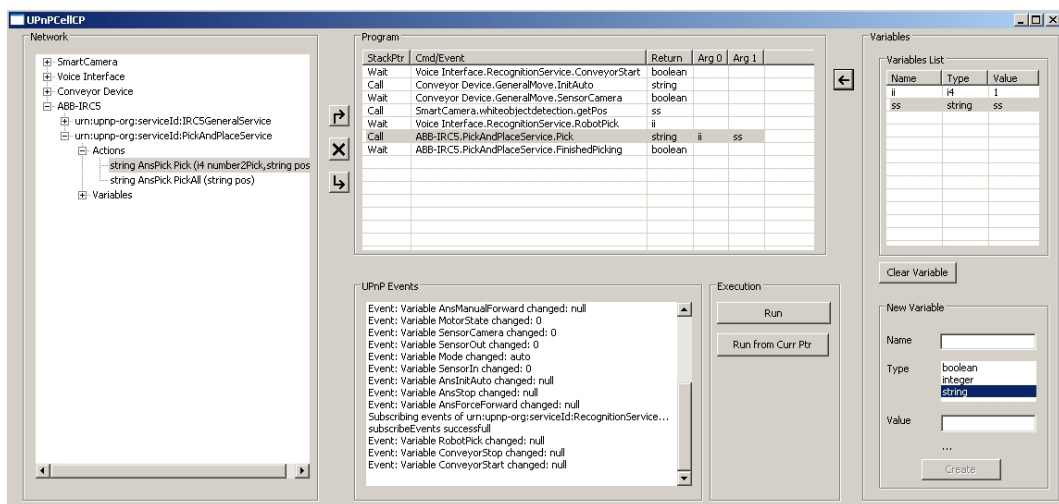 UPnPCellCP
Network
SmartCamera
Voice Interface
Conveyor Device
ABB-IRC5
urn:upnp-org:serviceId:IRC5GeneralService
urn:upnp-org:serviceId:PickAndPlaceService
Actions
string AnsPick Pick (i4 number2Pick,string pos
string AnsPick PickAll (string pos)
Variables
Program
StackPtr Cmd/Event Return Arg 0 Arg 1
Wait Voice Interface.RecognitionService.ConveyorStart boolean
Call Conveyor Device.GeneralMove.InitAuto string
Wait Conveyor Device.GeneralMove.SensorCamera boolean
Call SmartCamera.whiteobjectdetection.getPos ss
Wait Voice Interface.RecognitionService.RobotPick ii
Call ABB-IRC5.PickAndPlaceService.Pick string ii ss
Wait ABB-IRC5.PickAndPlaceService.FinishedPicking boolean
UPnP Events
Event: Variable AnsManualForward changed: null
Event: Variable MotorState changed: 0
Event: Variable SensorCamera changed: 0
Event: Variable SensorOut changed: 0
Event: Variable Mode changed: auto
Event: Variable SensorIn changed: 0
Event: Variable AnsInitAuto changed: null
Event: Variable AnsStop changed: null
Event: Variable AnsForceForward changed: null
Subscribing events of urn:upnp-org:serviceId:RecognitionService...
subscribeEvents successfull
Event: Variable RobotPick changed: null
Event: Variable ConveyorStop changed: null
Event: Variable ConveyorStart changed: null
Execution
Run
Run from Curr Ptr
Variables
Variables List
Name Type Value
ii i4 1
ss string ss
Clear Variable
New Variable
Name
Type
boolean
integer
string
Value
...
Create